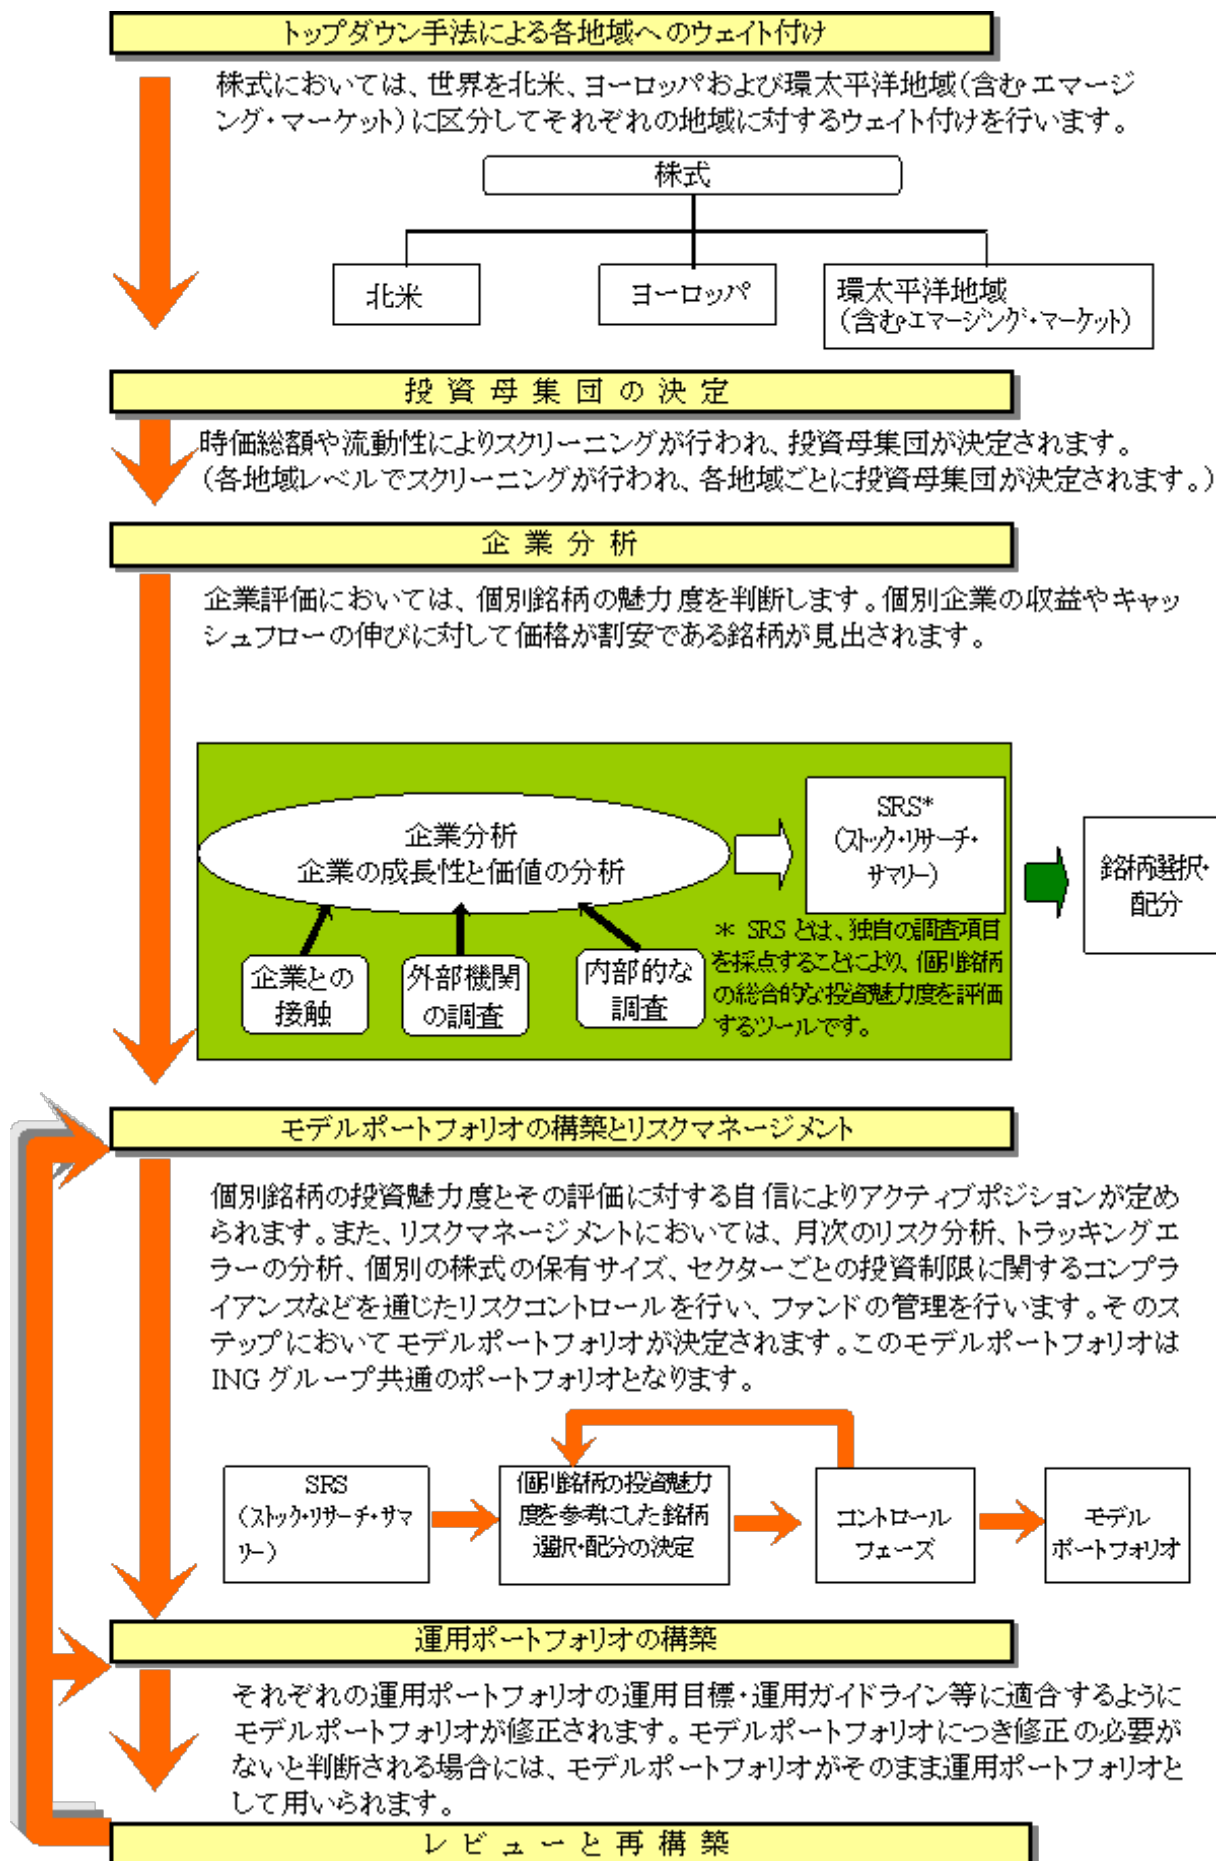 トップダウン手法による各地域へのウェイト付け
株式においては、世界を北米、ヨーロッパおよび環太平洋地域(含むエマージ
ング・マーケット)に区分してそれぞれの地域に対するウェイト付けを行います。
株式
北米
ヨーロッパ
環太平洋地域
(含むエマージング・マーケット)
投 資 母 集 団 の 決 定
時価総額や流動性によりスクリーニングが行われ、投資母集団が決定されます。
(各地域レベルでスクリーニングが行われ、各地域ごとに投資母集団が決定されます。)
企 業 分 析
企業評価においては、個別銘柄の魅力度を判断します。個別企業の収益やキャッ
シュフローの伸びに対して価格が割安である銘柄が見出されます。
企業分析
企業の成長性と価値の分析
企業との
接触
外部機関
の調査
内部的な
調査
SRS*
(ストック・リサーチ・
サマリー)
* SRS とは、独自の調査項目
を採点することにより、個別銘柄
の総合的な投資魅力度を評価
するツールです。
銘柄選択・
配分
モデルポートフォリオの構築とリスクマネージメント
個別銘柄の投資魅力度とその評価に対する自信によりアクティブポジションが定め
られます。また、リスクマネージメントにおいては、月次のリスク分析、トラッキングエ
ラーの分析、個別の株式の保有サイズ、セクターごとの投資制限に関するコンプラ
イアンスなどを通じたリスクコントロールを行い、ファンドの管理を行います。そのス
テップにおいてモデルポートフォリオが決定されます。このモデルポートフォリオは
ING グループ共通のポートフォリオとなります。
SRS
(ストック・リサーチ・サマ
リー)
個別銘柄の投資魅力
度を参考にした銘柄
選択・配分の決定
コントロール
フェーズ
モデル
ポートフォリオ
運用ポートフォリオの構築
それぞれの運用ポートフォリオの運用目標・運用ガイドライン等に適合するように
モデルポートフォリオが修正されます。モデルポートフォリオにつき修正の必要が
ないと判断される場合には、モデルポートフォリオがそのまま運用ポートフォリオと
して用いられます。
レ ビ ュ ー と 再 構 築